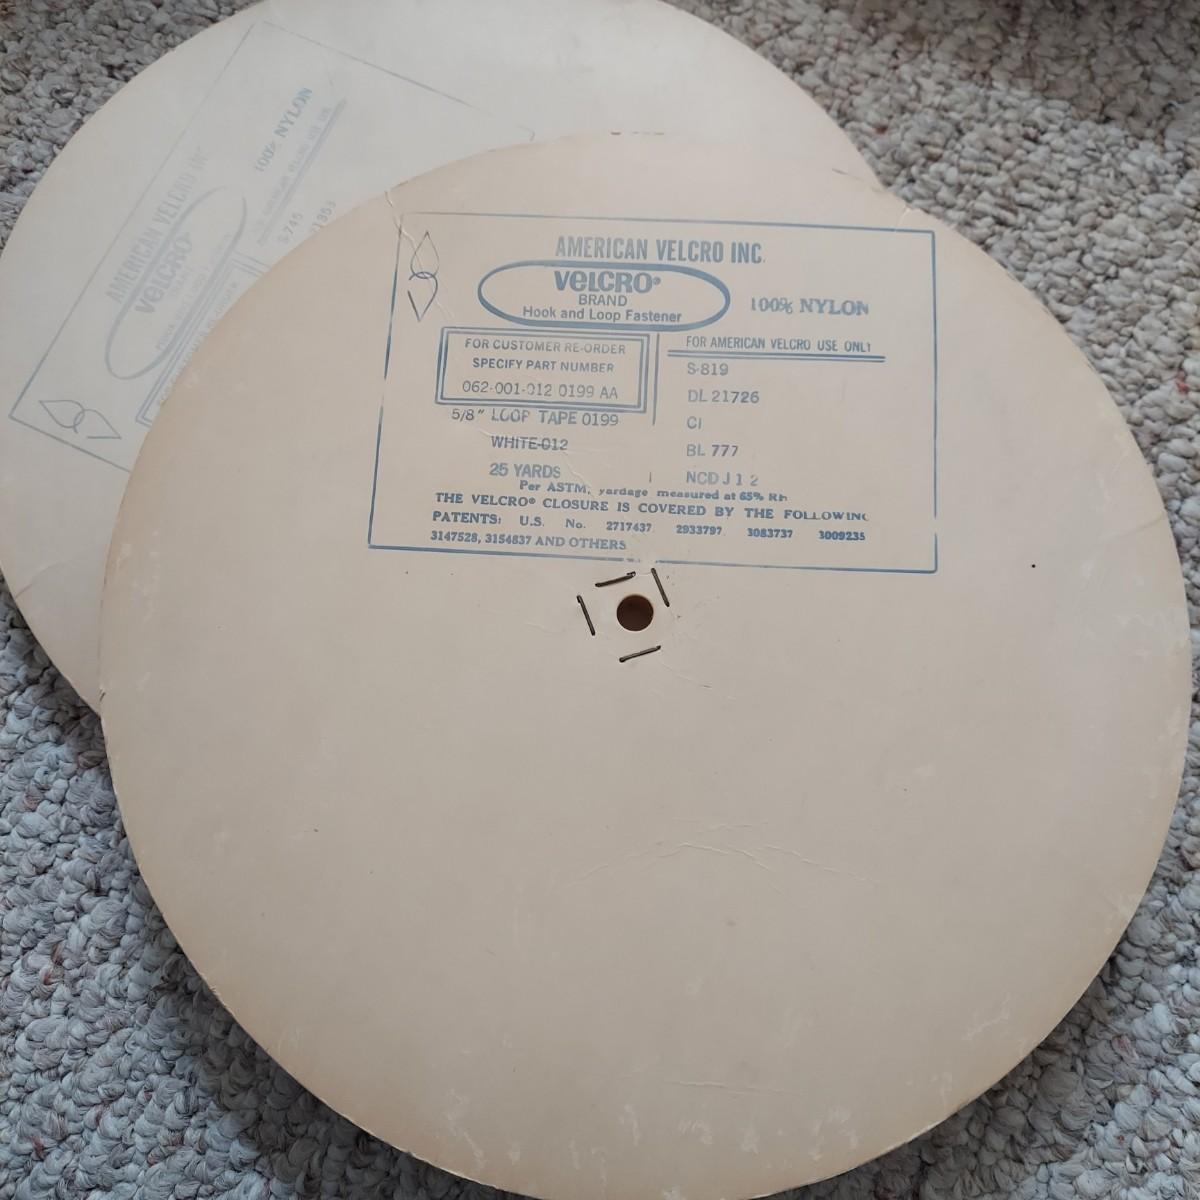 AMERICAN VELCRO INC.
VELCRO®
BRAND
Hook and Loop Fastener
100% NYLON
FOR CUSTOMER RE-ORDER
SPECIFY PART NUMBER
062-001-012 0199 AA
5/8" LOOP TAPE 0199
WHITE-012
25 YARDS
FOR AMERICAN VELCRO USE ONLY
S-819
DL 21726
CI
BL 777
NCD J 1 2
Per ASTM, yardage measured at 65% RH
THE VELCRO® CLOSURE IS COVERED BY THE FOLLOWING
PATENTS: U.S. No. 2717437 2933797 3083737 3009235
3147528, 3154837 AND OTHERS
AMERICAN VELCRO INC
VELCRO®
100% NYLON
S-745